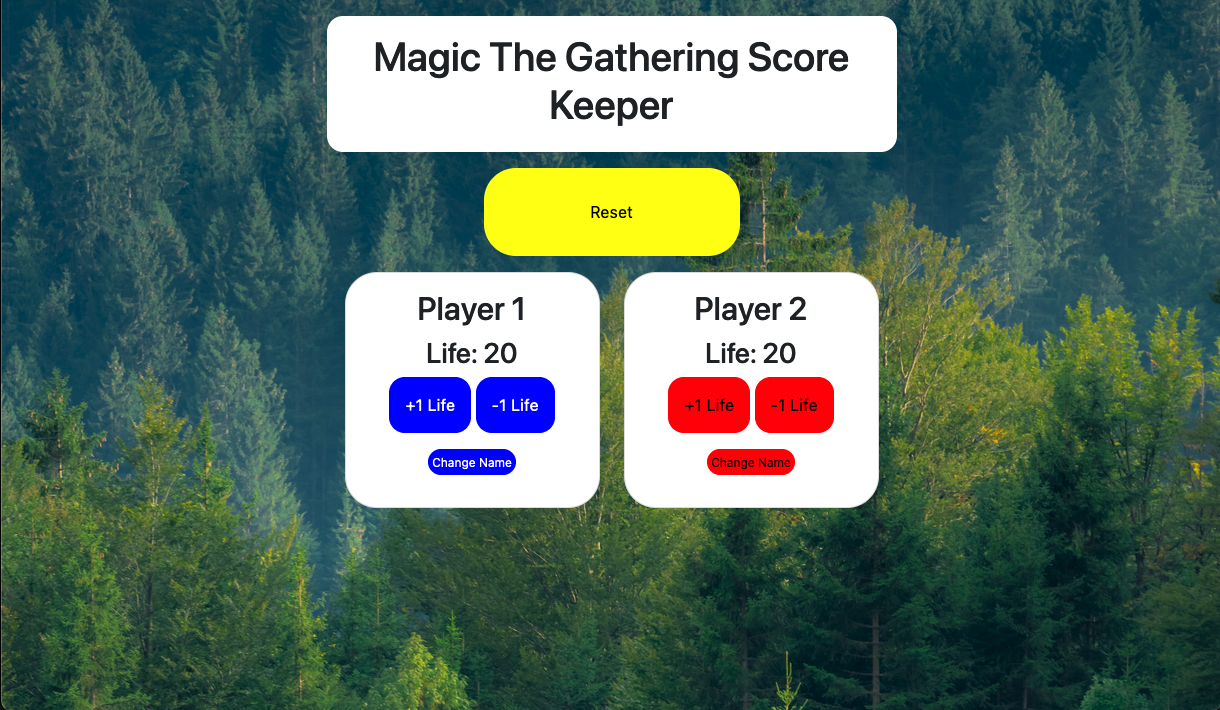 Magic The Gathering Score
Keeper
Reset
Player 1
Life: 20
+1 Life
-1 Life
Change Name
Player 2
Life: 20
+1 Life
-1 Life
Change Name